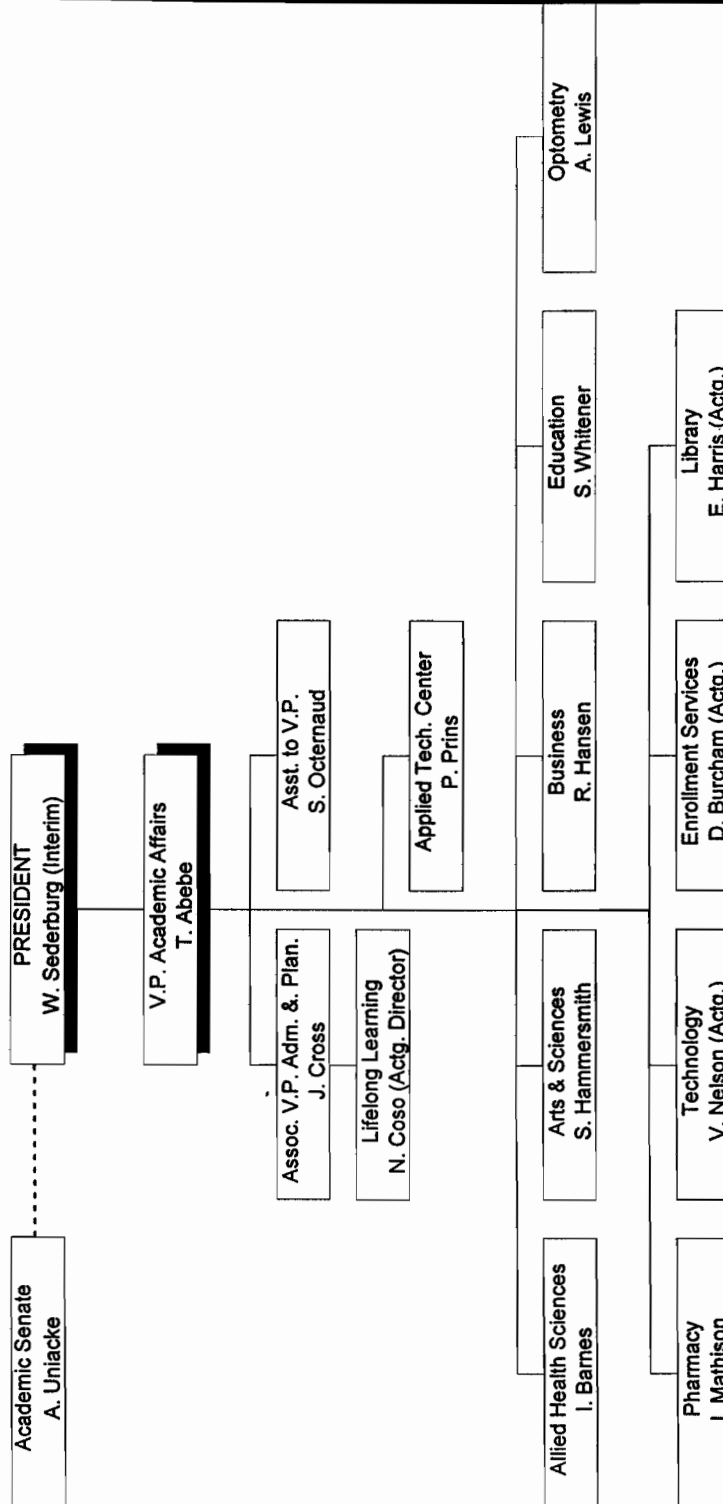 Academic Senate
A. Uniacke
PRESIDENT
W. Sederburg (Interim)
V.P. Academic Affairs
T. Abebe
Assoc. V.P. Adm. &. Plan.
J. Cross
Asst. to V.P.
S. Octernaud
Lifelong Learning
N. Coso (Actg. Director)
Applied Tech. Center
P. Prins
Allied Health Sciences
I. Barnes
Arts & Sciences
S. Hammersmith
Business
R. Hansen
Education
S. Whitener
Optometry
A. Lewis
Pharmacy
I. Mathison
Technology
V. Nelson (Actg.)
Enrollment Services
D. Burcham (Actg.)
Library
E. Harris (Actg.)